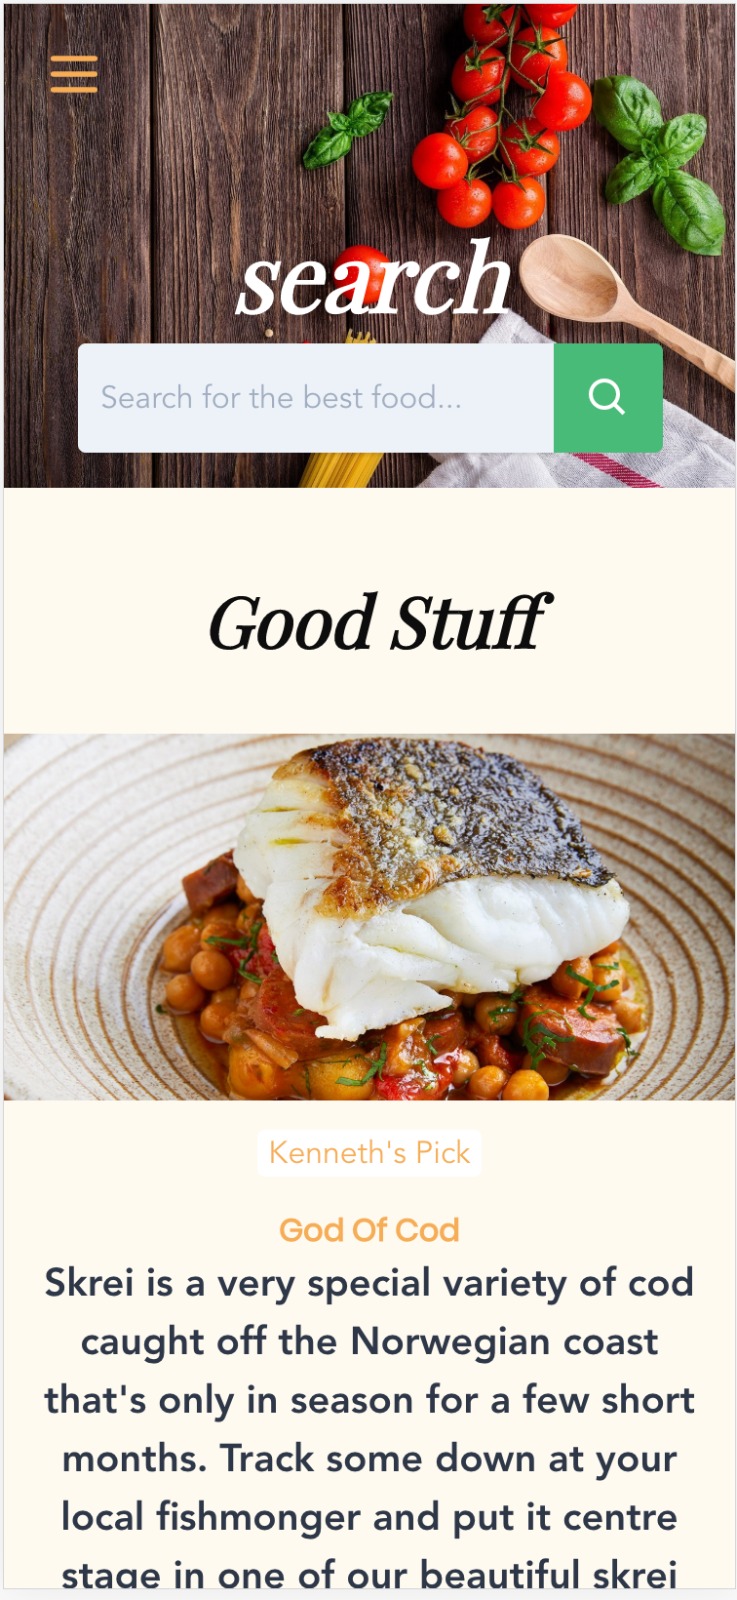 search
Search for the best food...
Good Stuff
Kenneth's Pick
God Of Cod
Skrei is a very special variety of cod
caught off the Norwegian coast
that's only in season for a few short
months. Track some down at your
local fishmonger and put it centre
stage in one of our beautiful skrei